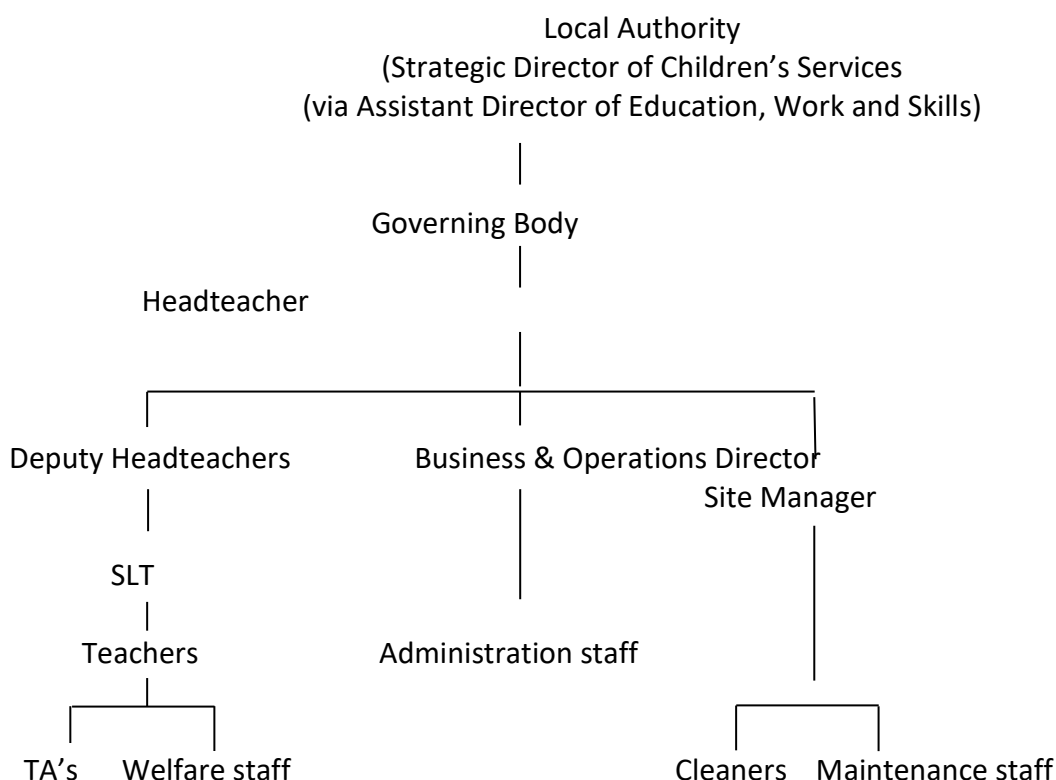 Local Authority
(Strategic Director of Children’s Services
(via Assistant Director of Education, Work and Skills)
Governing Body
Headteacher
Deputy Headteachers
Business & Operations Director
Site Manager
SLT
Teachers
Administration staff
TA’s
Welfare staff
Cleaners
Maintenance staff